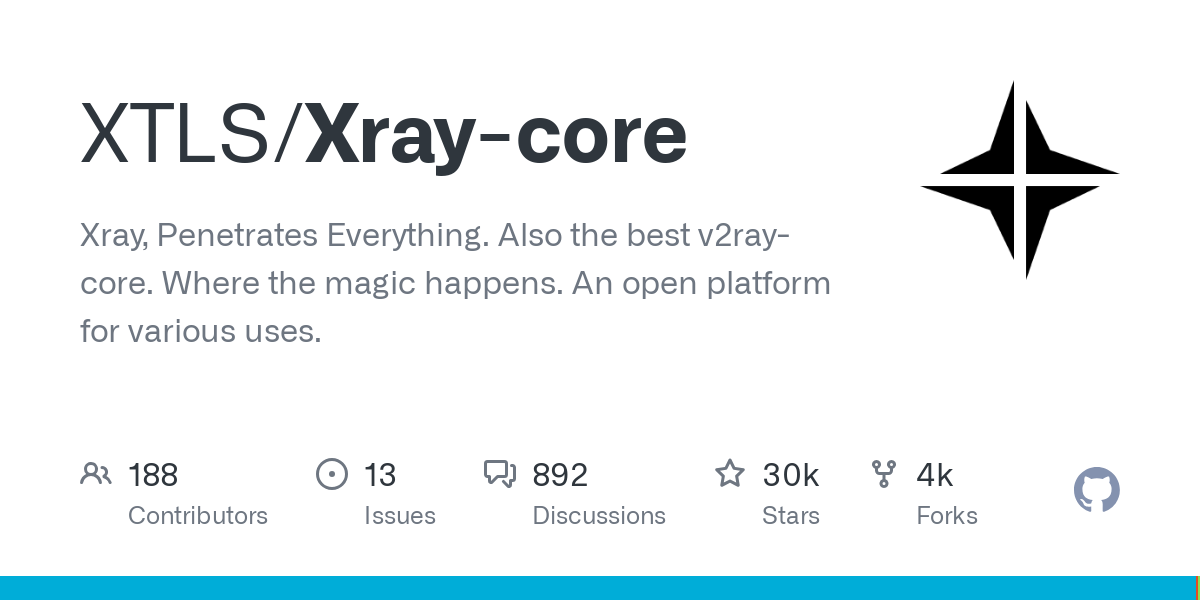 XTLS/Xray-core
Xray, Penetrates Everything. Also the best v2ray-
core. Where the magic happens. An open platform
for various uses.
188
Contributors
13
Issues
892
Discussions
30k
Stars
4k
Forks